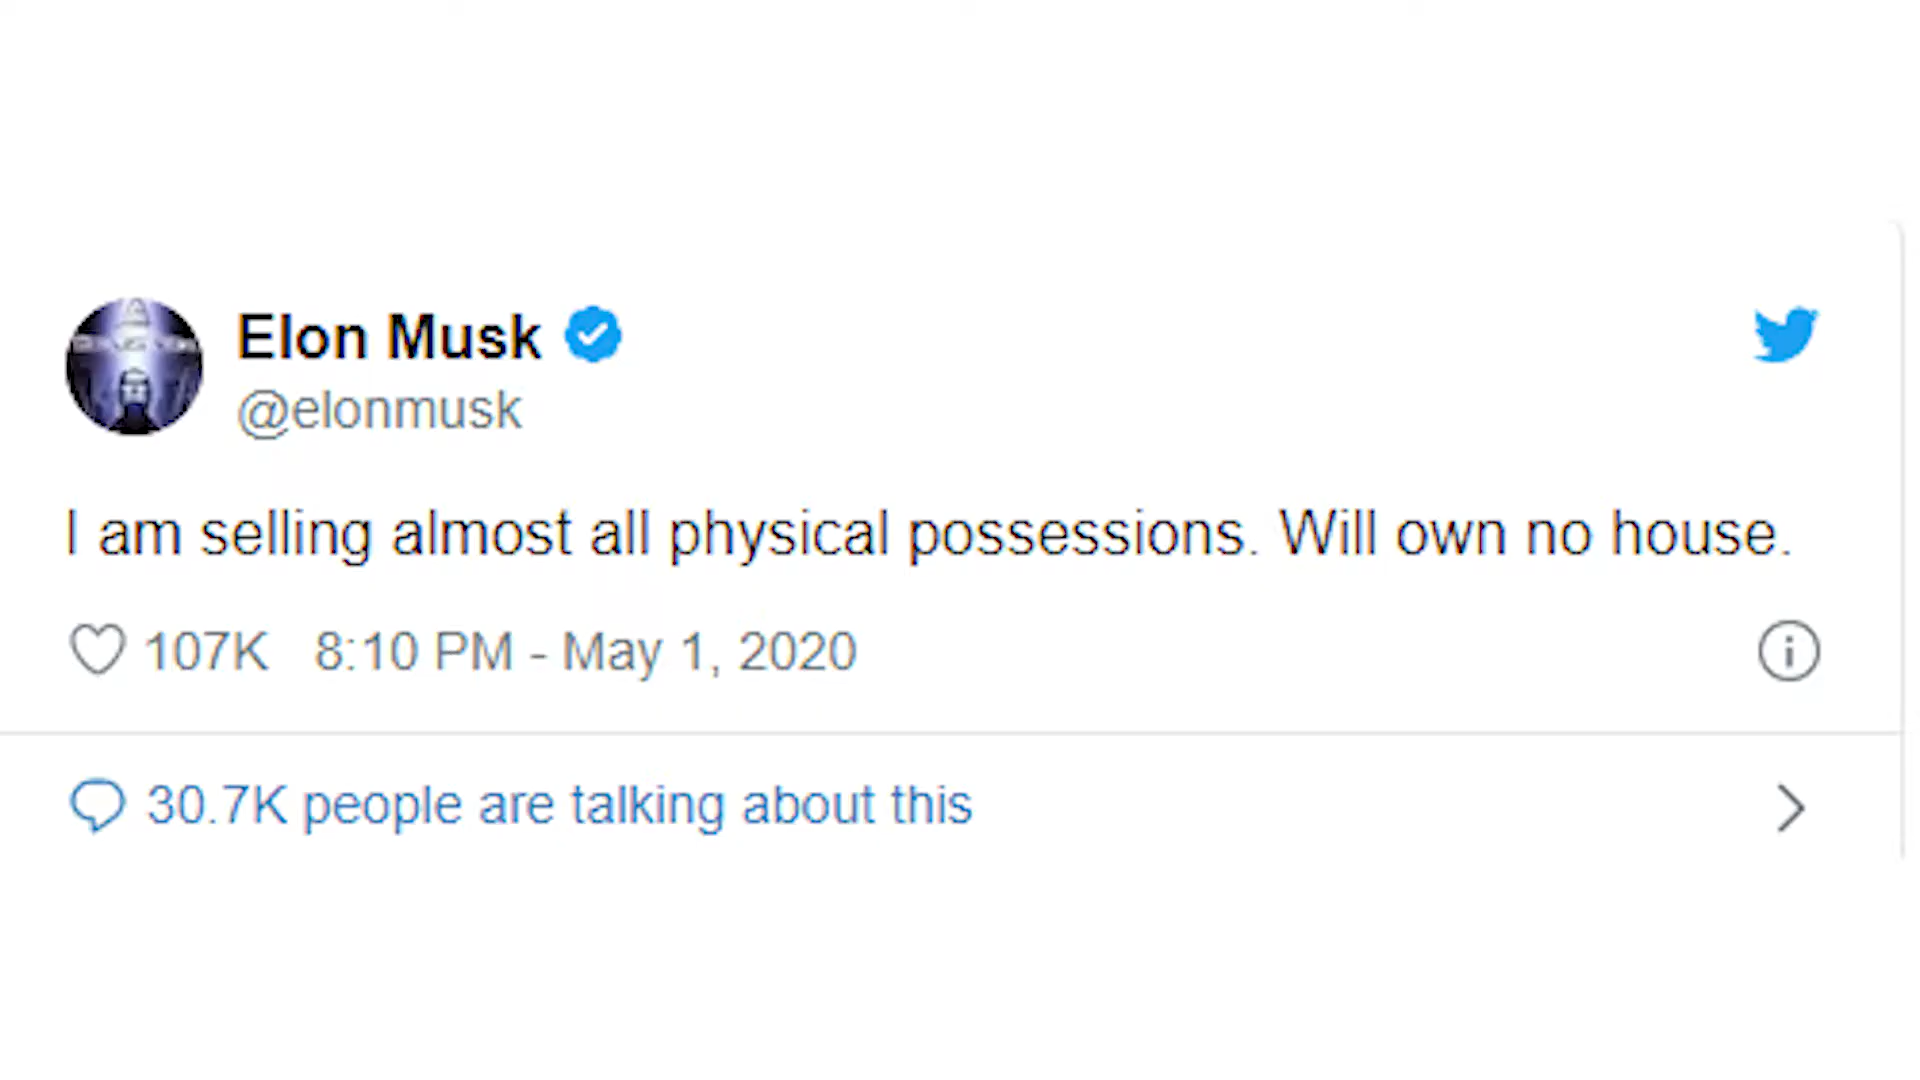 Elon Musk
@elonmusk
I am selling almost all physical possessions. Will own no house.
107K 8:10 PM - May 1, 2020
30.7K people are talking about this